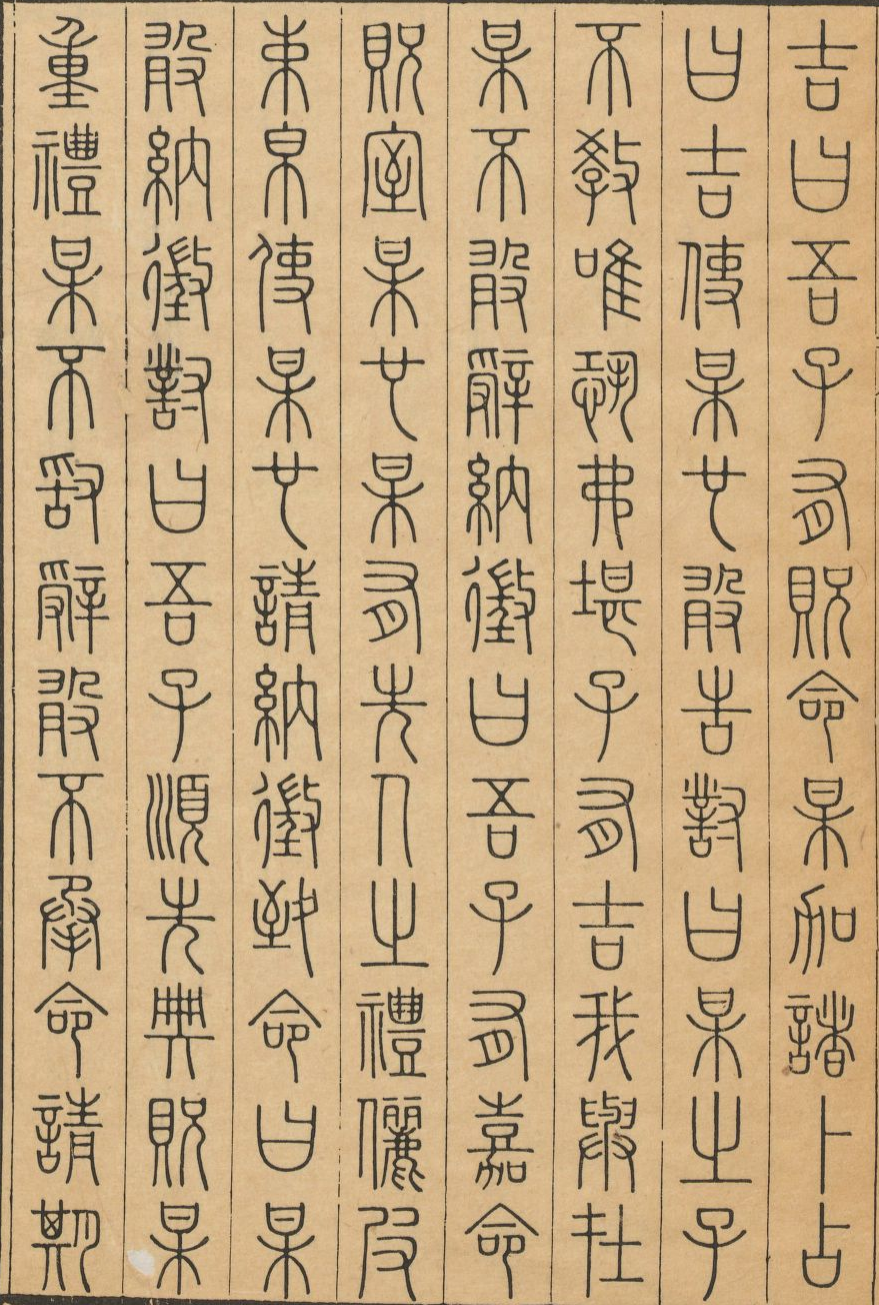 吉曰吾子有貺命某加諸卜占
曰吉使某也敢告對曰某之子
不教唯恐弗堪子有吉我與在
某不敢辭納徵曰吾子有嘉命
貺室某也某有先人之禮儷皮
束帛使某也請納徵致命曰某
敢納徵對曰吾子順先典貺某
重禮某不敢辭敢不承命請期